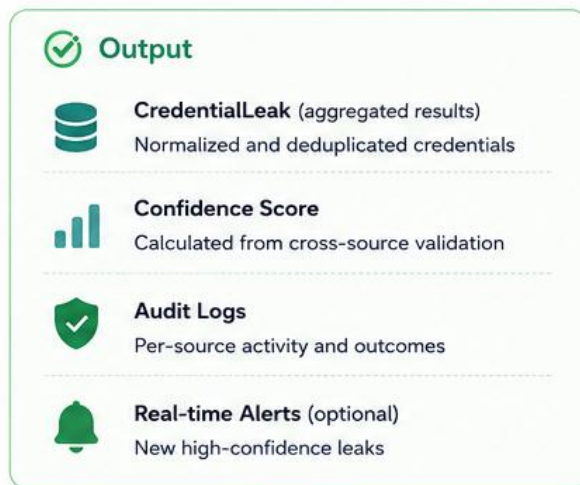 Output
CredentialLeak (aggregated results)
Normalized and deduplicated credentials
Confidence Score
Calculated from cross-source validation
Audit Logs
Per-source activity and outcomes
Real-time Alerts (optional)
New high-confidence leaks